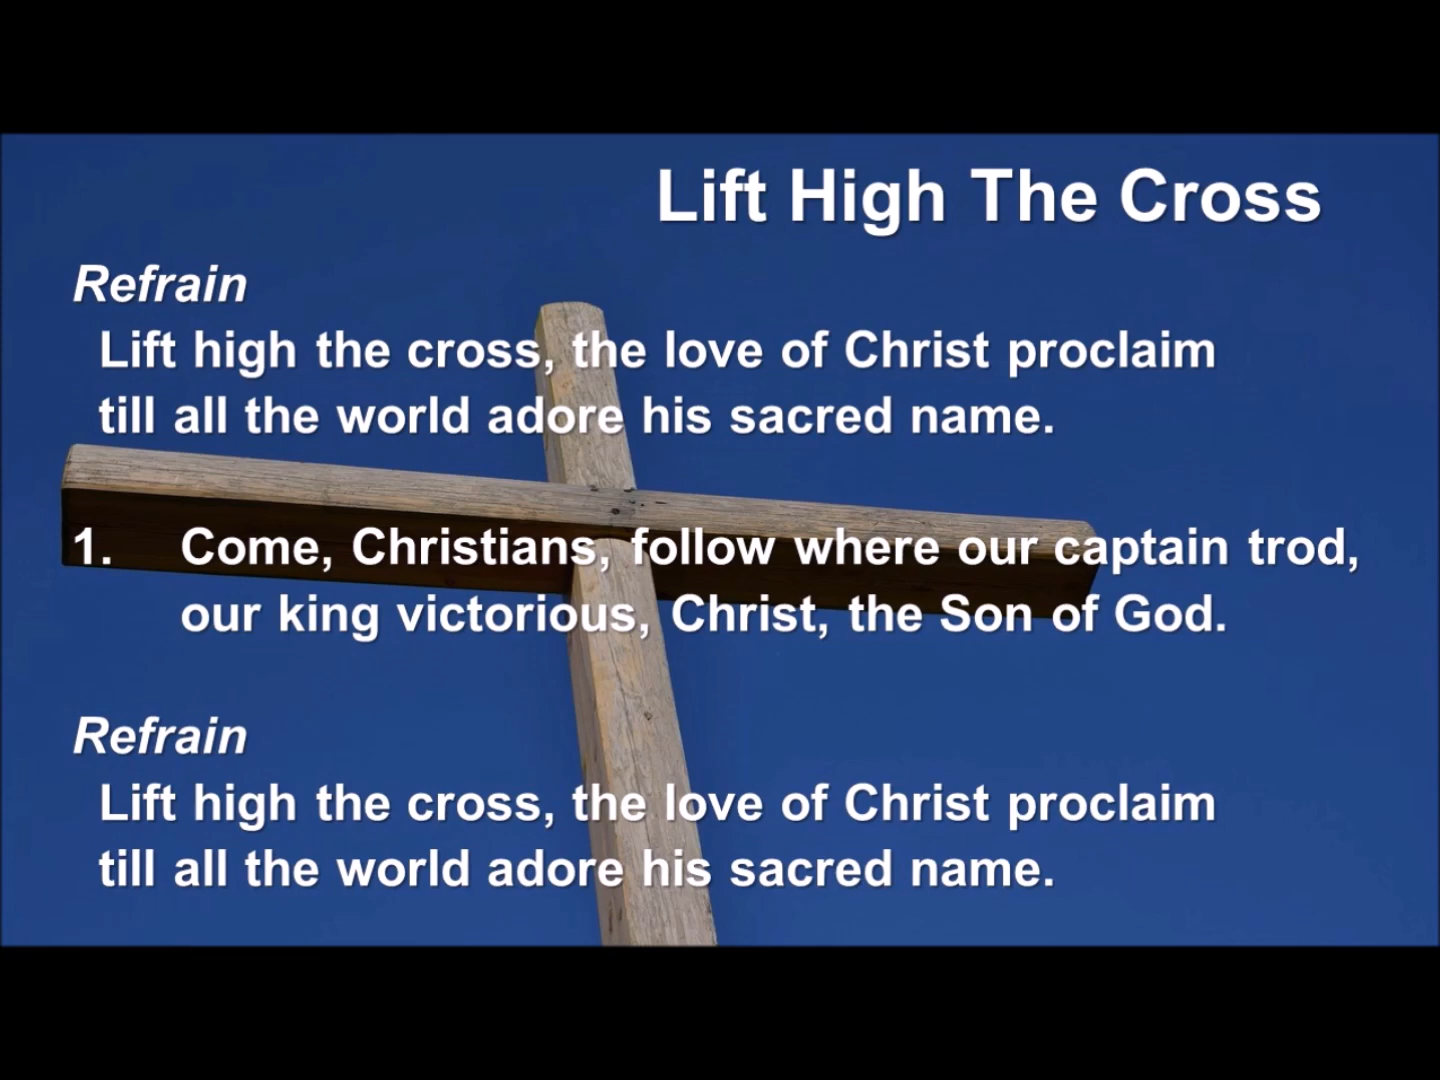 Lift High The Cross
Refrain
Lift high the cross, the love of Christ proclaim
till all the world adore his sacred name.
1. Come, Christians, follow where our captain trod,
our king victorious, Christ, the Son of God.
Refrain
Lift high the cross, the love of Christ proclaim
till all the world adore his sacred name.